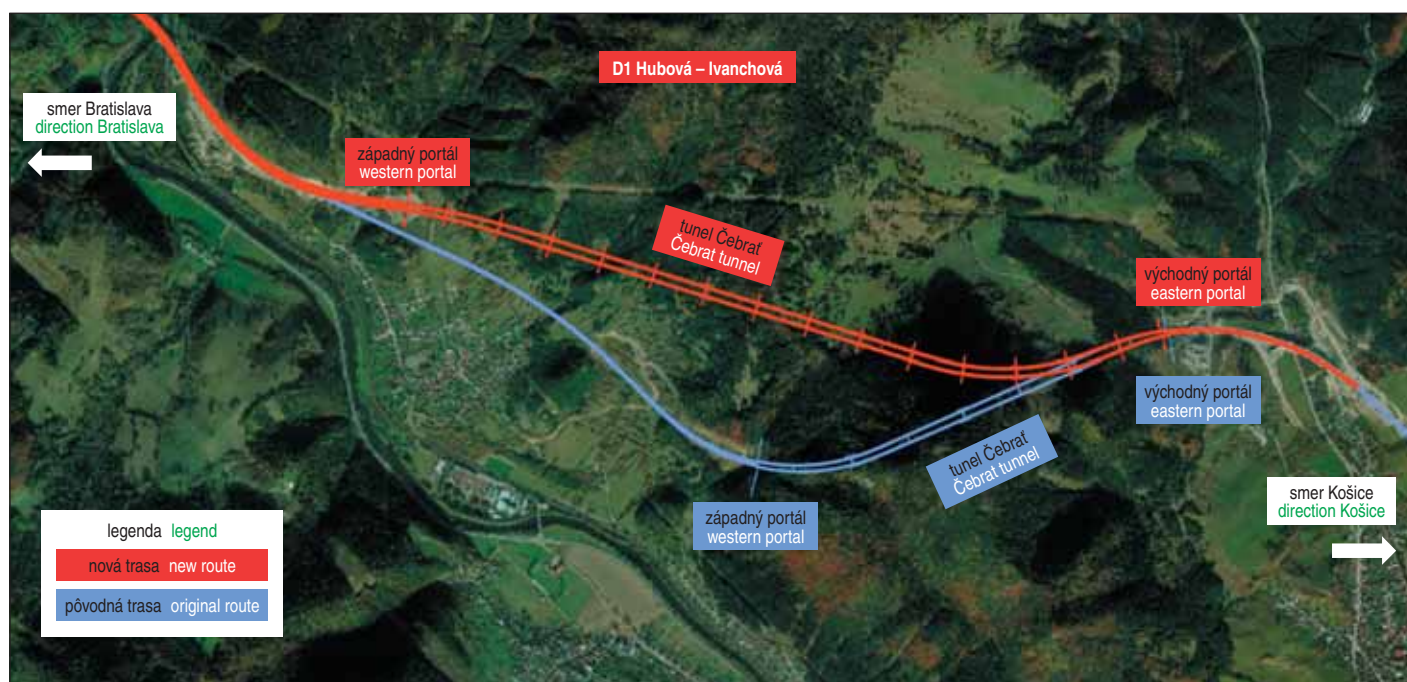 D1 Hubová – Ivanchová
smer Bratislava
direction Bratislava
západný portál
western portal
tunel Čebrať
Čebrat tunnel
východný portál
eastern portal
východný portál
eastern portal
tunel Čebrať
Čebrat tunnel
západný portál
western portal
smer Košice
direction Košice
legenda legend
nová trasa new route
pôvodná trasa original route